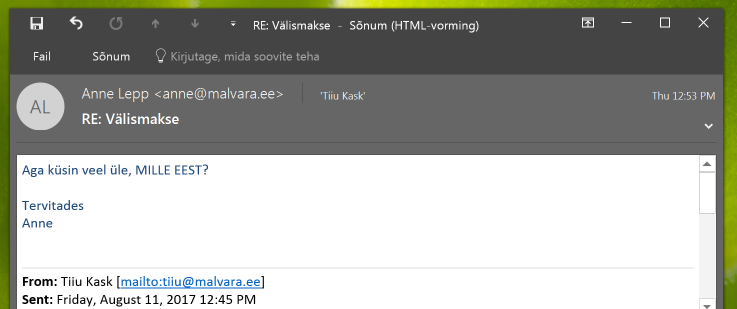 RE: Välismakse - Sõnum (HTML-vorming)
Fail Sõnum Kirjutage, mida soovite teha
AL
Anne Lepp <anne@malvara.ee> 'Tiiu Kask' Thu 12:53 PM
RE: Välismakse
Aga küsin veel üle, MILLE EEST?
Tervitades
Anne
From: Tiiu Kask [mailto:tiiu@malvara.ee]
Sent: Friday, August 11, 2017 12:45 PM